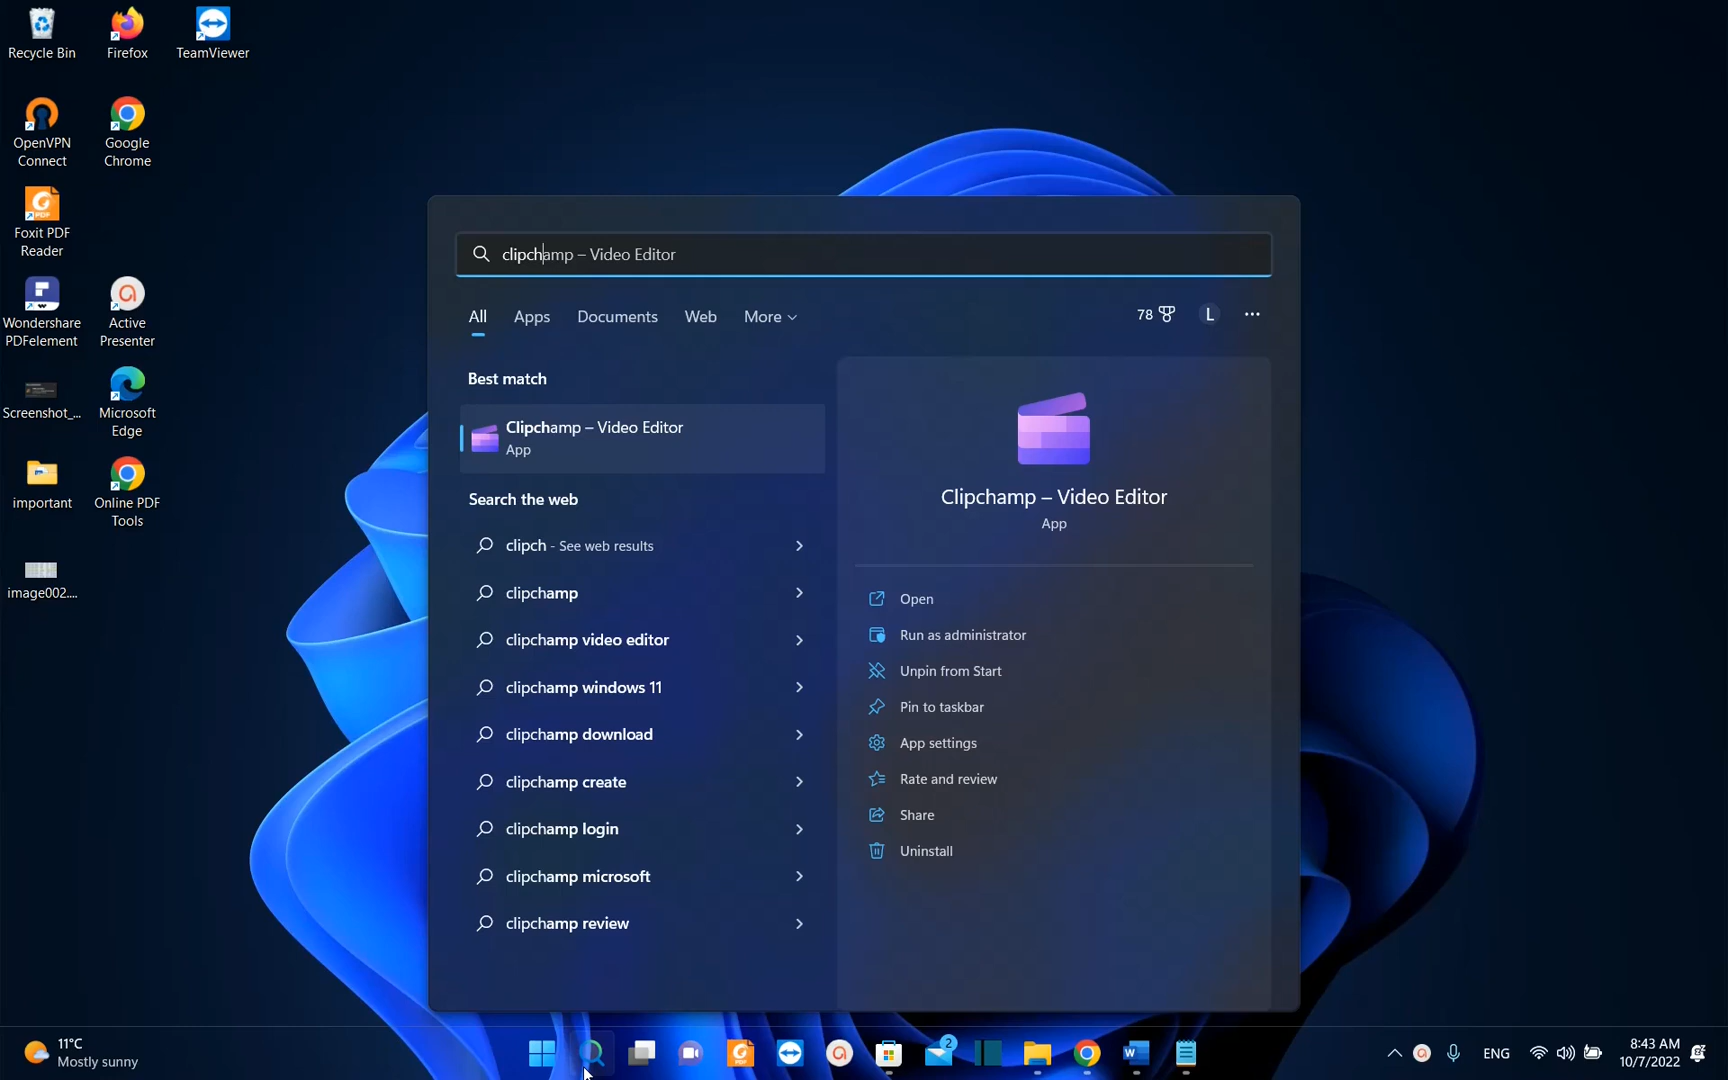 Recycle Bin
Firefox
TeamViewer
OpenVPN
Connect
Google
Chrome
Foxit PDF
Reader
Wondershare
PDFelement
Active
Presenter
Screenshot_...
Microsoft
Edge
important
Online PDF
Tools
image002....
clipchamp – Video Editor
All
Apps
Documents
Web
More
78
L
Best match
Clipchamp – Video Editor
App
Search the web
clipch - See web results
clipchamp
clipchamp video editor
clipchamp windows 11
clipchamp download
clipchamp create
clipchamp login
clipchamp microsoft
clipchamp review
Clipchamp – Video Editor
App
Open
Run as administrator
Unpin from Start
Pin to taskbar
App settings
Rate and review
Share
Uninstall
11°C
Mostly sunny
2
ENG
8:43 AM
10/7/2022